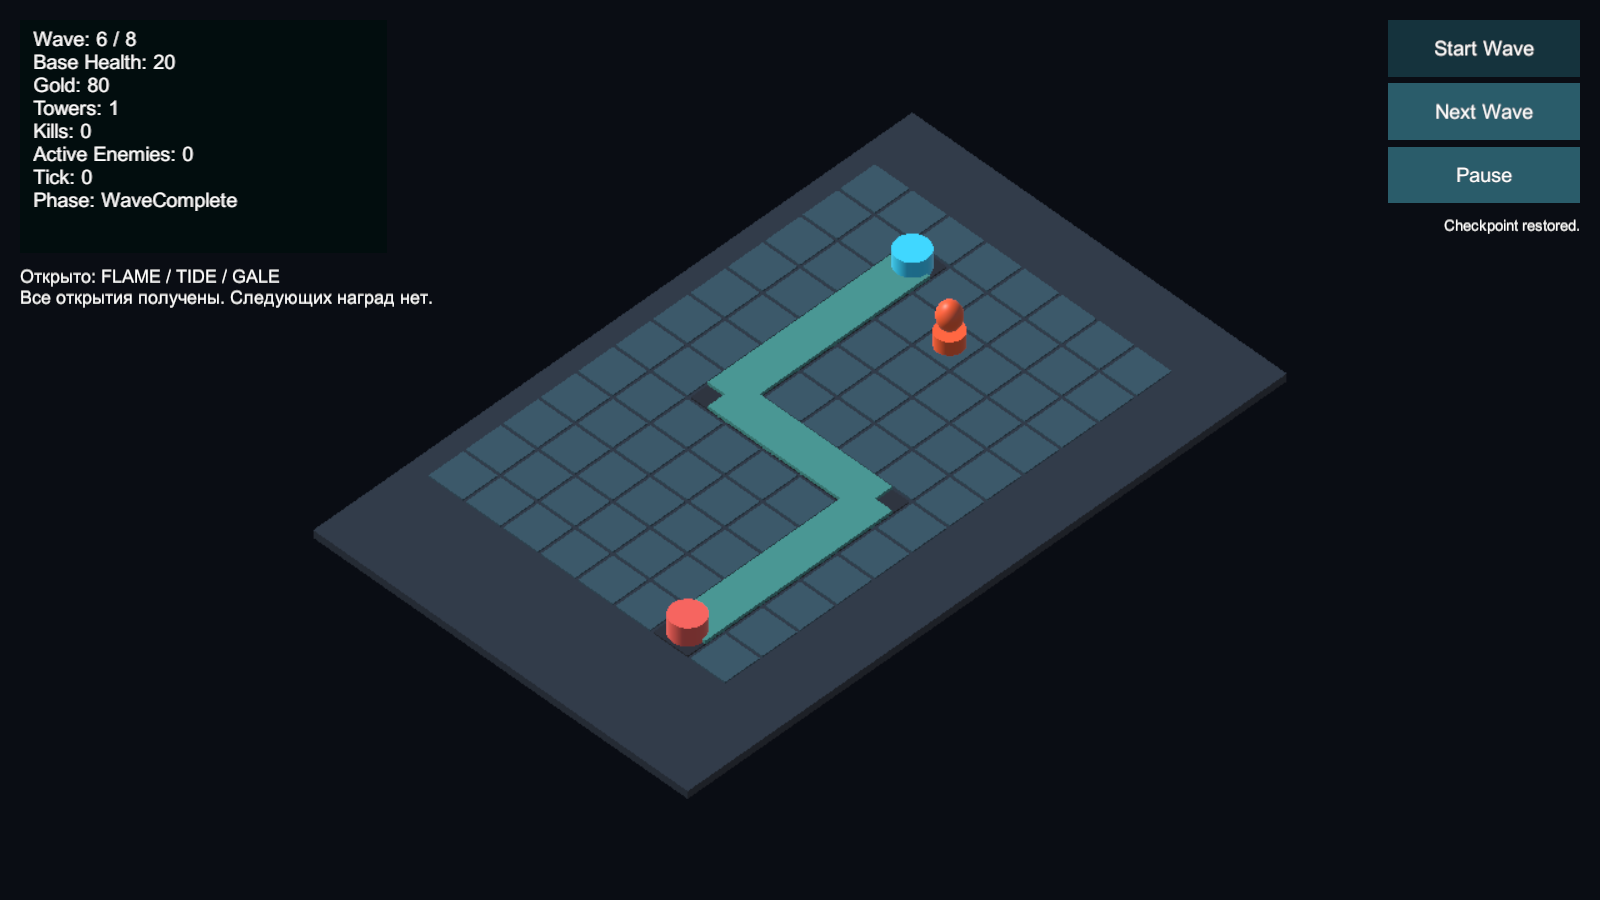 Wave: 6 / 8
Base Health: 20
Gold: 80
Towers: 1
Kills: 0
Active Enemies: 0
Tick: 0
Phase: WaveComplete
Открыто: FLAME / TIDE / GALE
Все открытия получены. Следующих наград нет.
Start Wave
Next Wave
Pause
Checkpoint restored.